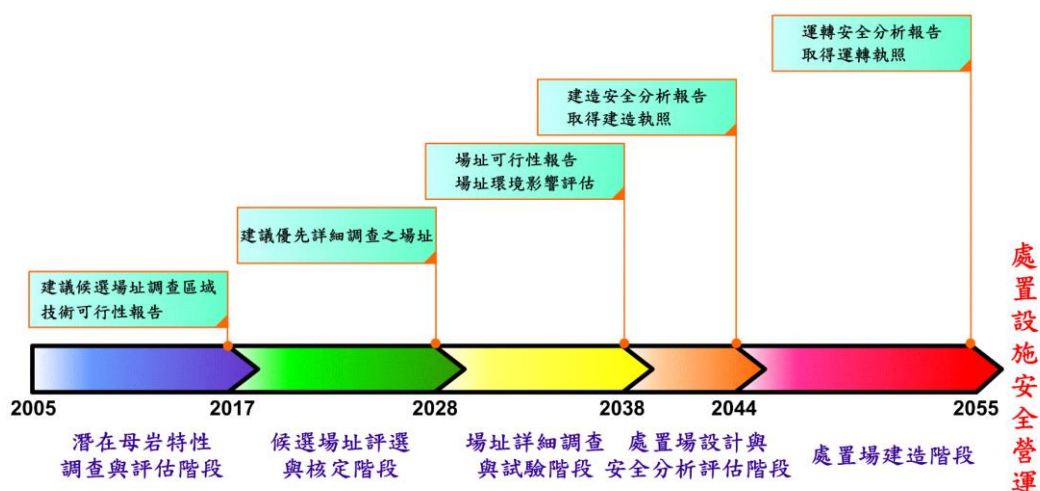 運轉安全分析報告
取得運轉執照
建造安全分析報告
取得建造執照
場址可行性報告
場址環境影響評估
建議優先詳細調查之場址
建議候選場址調查區域
技術可行性報告
2005
2017
2028
2038
2044
2055
潛在母岩特性
調查與評估階段
候選場址評選
與核定階段
場址詳細調查
與試驗階段
處置場設計與
安全分析評估階段
處置場建造階段
處置設施安全營運